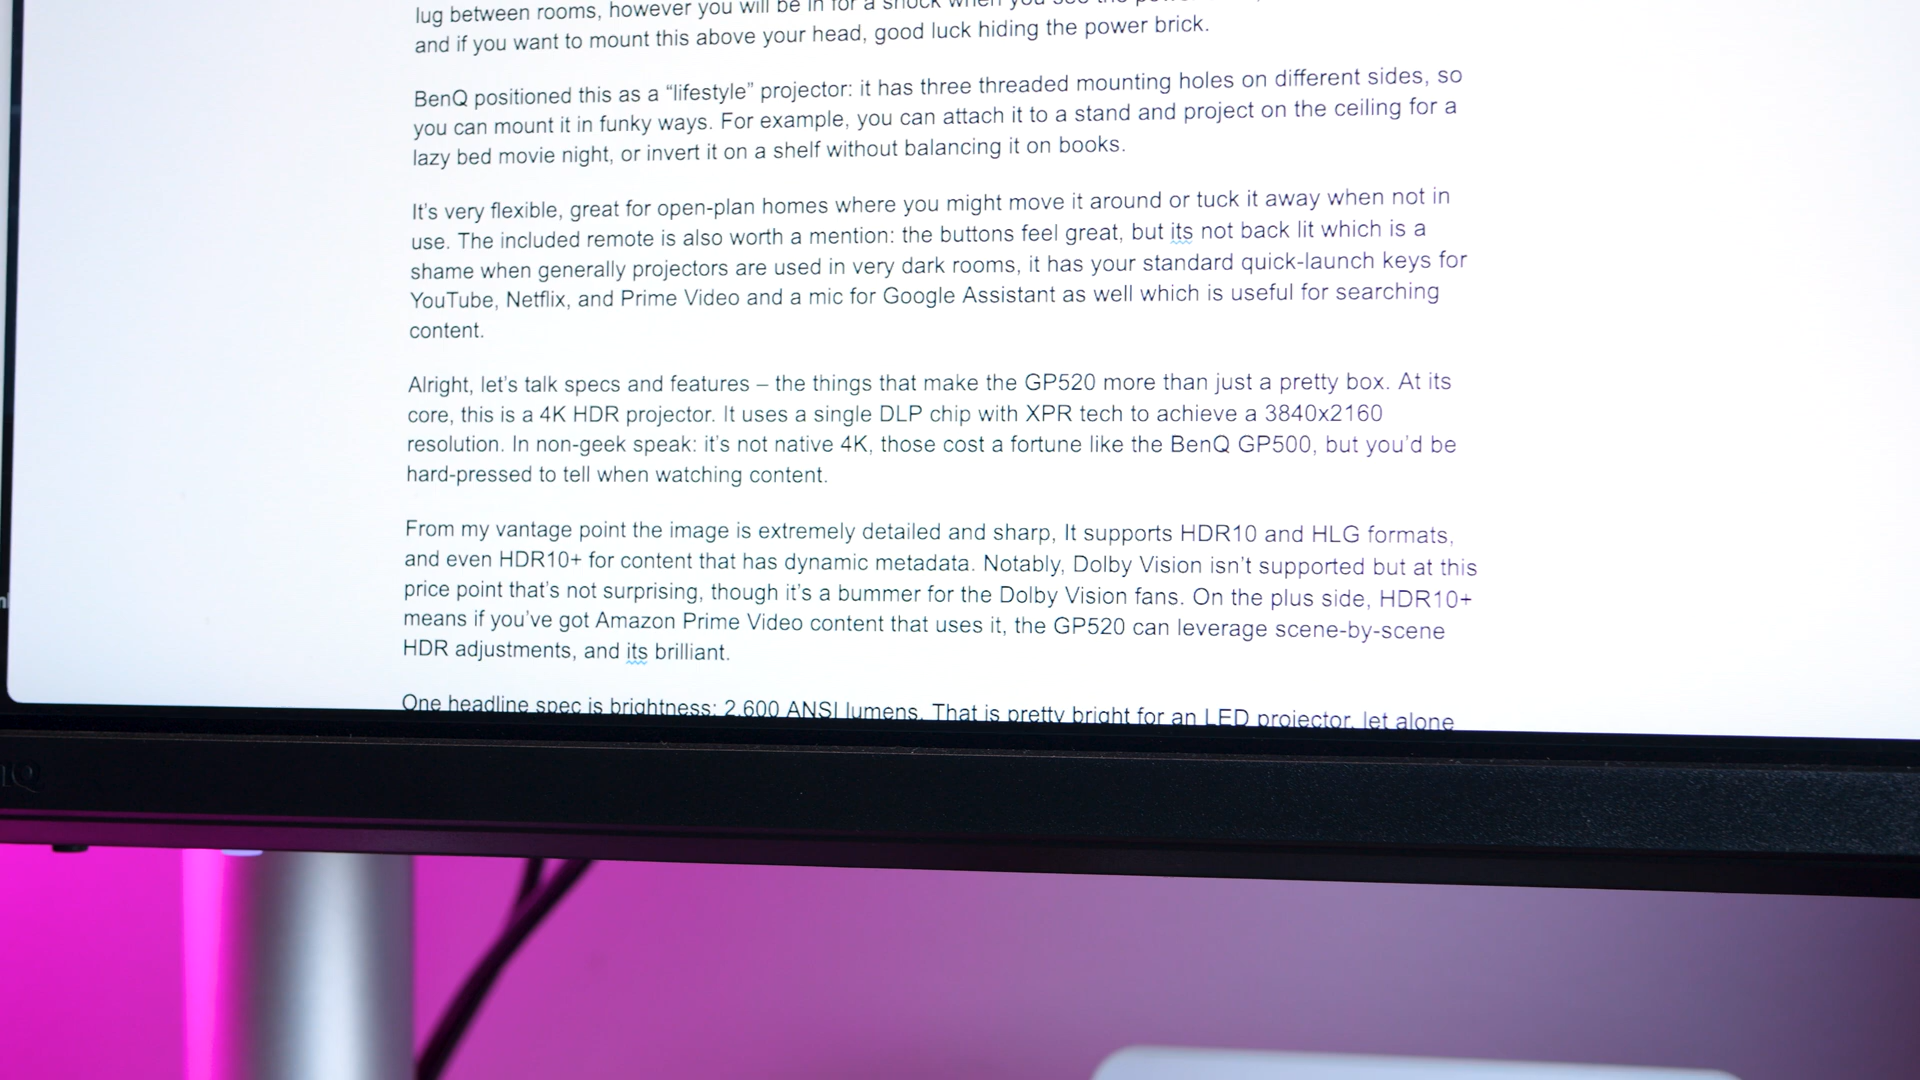 lug between rooms, however you will be in for a shock when you see the
and if you want to mount this above your head, good luck hiding the power brick.
BenQ positioned this as a “lifestyle” projector: it has three threaded mounting holes on different sides, so
you can mount it in funky ways. For example, you can attach it to a stand and project on the ceiling for a
lazy bed movie night, or invert it on a shelf without balancing it on books.
It’s very flexible, great for open-plan homes where you might move it around or tuck it away when not in
use. The included remote is also worth a mention: the buttons feel great, but its not back lit which is a
shame when generally projectors are used in very dark rooms, it has your standard quick-launch keys for
YouTube, Netflix, and Prime Video and a mic for Google Assistant as well which is useful for searching
content.
Alright, let’s talk specs and features – the things that make the GP520 more than just a pretty box. At its
core, this is a 4K HDR projector. It uses a single DLP chip with XPR tech to achieve a 3840x2160
resolution. In non-geek speak: it’s not native 4K, those cost a fortune like the BenQ GP500, but you’d be
hard-pressed to tell when watching content.
From my vantage point the image is extremely detailed and sharp, It supports HDR10 and HLG formats,
and even HDR10+ for content that has dynamic metadata. Notably, Dolby Vision isn’t supported but at this
price point that’s not surprising, though it’s a bummer for the Dolby Vision fans. On the plus side, HDR10+
means if you’ve got Amazon Prime Video content that uses it, the GP520 can leverage scene-by-scene
HDR adjustments, and its brilliant.
One headline spec is brightness: 2,600 ANSI lumens. That is pretty bright for an LED projector, let alone